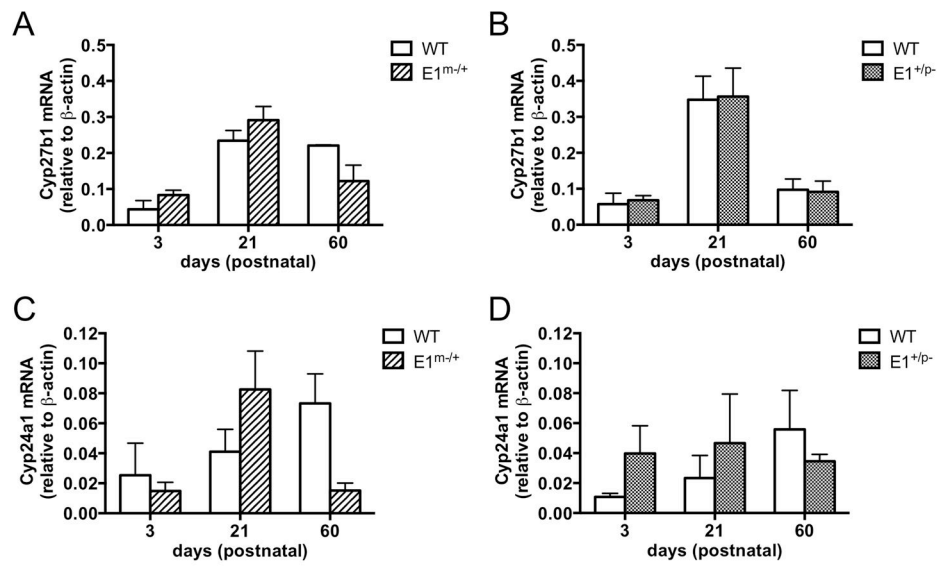 A
Cyp27b1 mRNA
(relative to β-actin)
0.5
0.4
0.3
0.2
0.1
0.0
3 21 60
days (postnatal)
WT
E1m-/+
B
Cyp27b1 mRNA
(relative to β-actin)
0.5
0.4
0.3
0.2
0.1
0.0
3 21 60
days (postnatal)
WT
E1+/p-
C
Cyp24a1 mRNA
(relative to β-actin)
0.12
0.10
0.08
0.06
0.04
0.02
0.00
3 21 60
days (postnatal)
WT
E1m-/+
D
Cyp24a1 mRNA
(relative to β-actin)
0.12
0.10
0.08
0.06
0.04
0.02
0.00
3 21 60
days (postnatal)
WT
E1+/p-